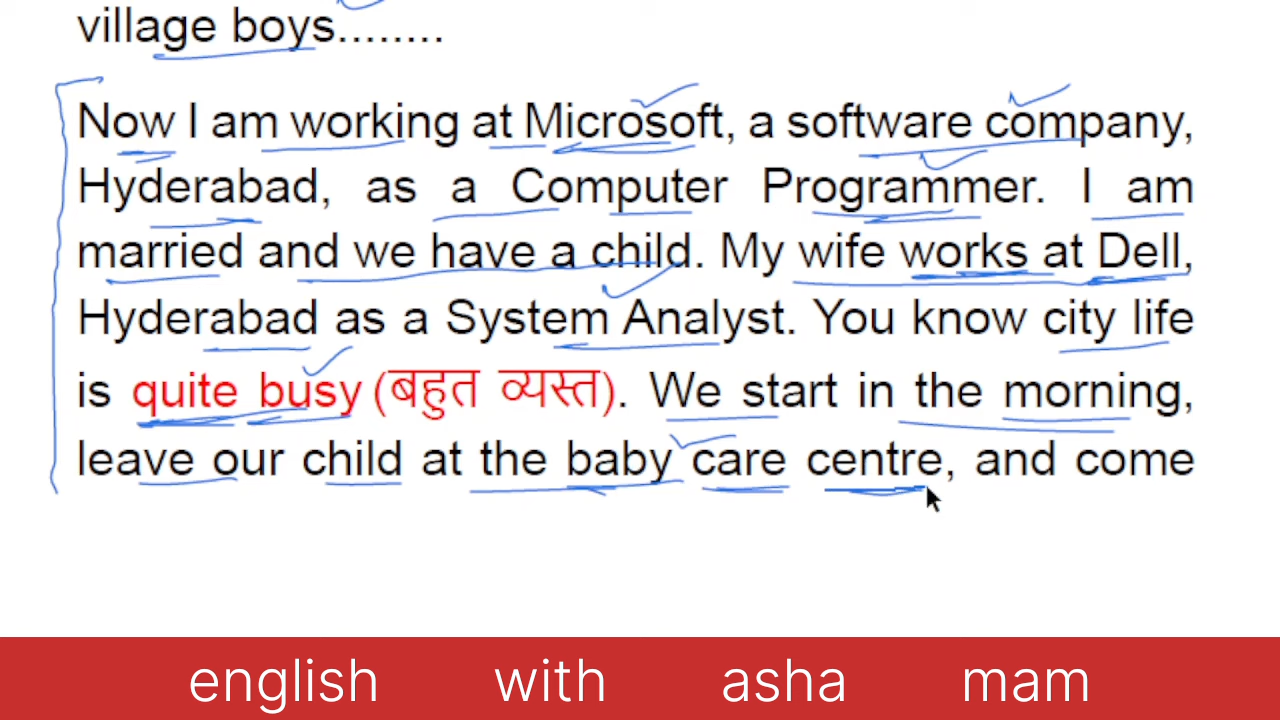 village boys........
Now I am working at Microsoft, a software company,
Hyderabad, as a Computer Programmer. I am
married and we have a child. My wife works at Dell,
Hyderabad as a System Analyst. You know city life
is quite busy (बहुत व्यस्त). We start in the morning,
leave our child at the baby care centre, and come
english with asha mam